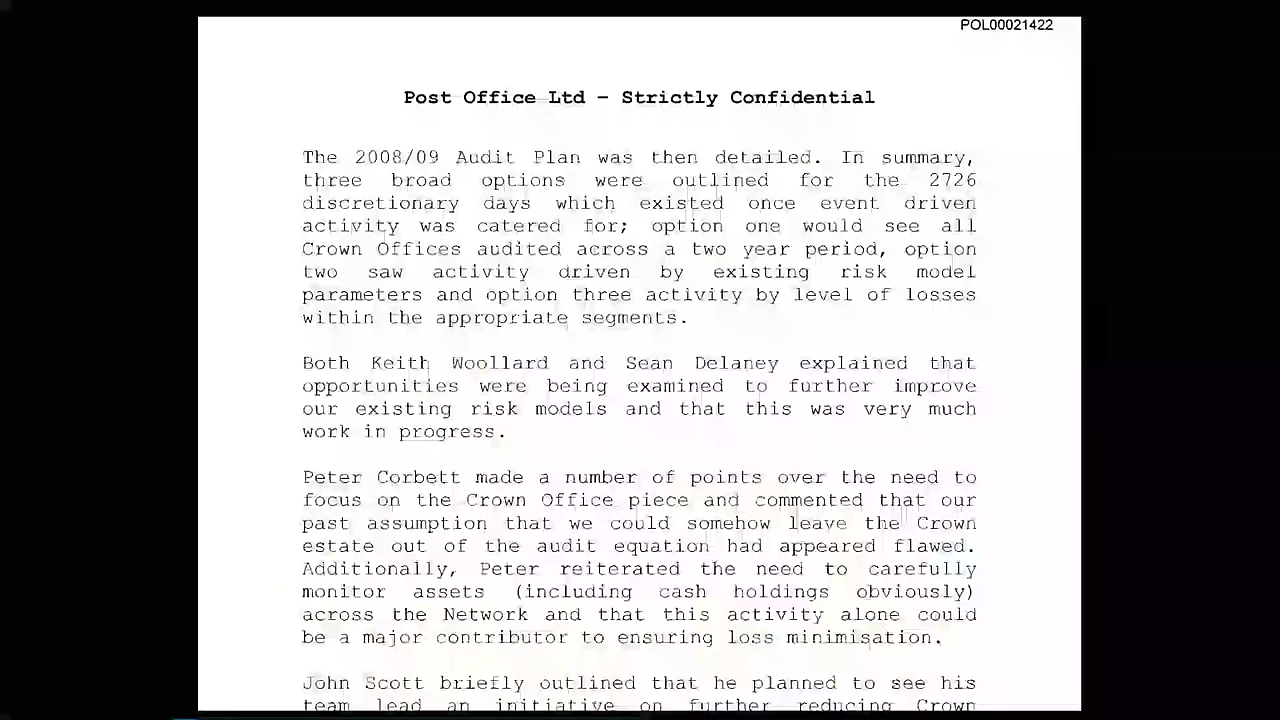 POL00021422
Post Office Ltd – Strictly Confidential
The 2008/09 Audit Plan was then detailed. In summary,
three broad options were outlined for the 2726
discretionary days which existed once event driven
activity was catered for; option one would see all
Crown Offices audited across a two year period, option
two saw activity driven by existing risk model
parameters and option three activity by level of losses
within the appropriate segments.
Both Keith Woollard and Sean Delaney explained that
opportunities were being examined to further improve
our existing risk models and that this was very much
work in progress.
Peter Corbett made a number of points over the need to
focus on the Crown Office piece and commented that our
past assumption that we could somehow leave the Crown
estate out of the audit equation had appeared flawed.
Additionally, Peter reiterated the need to carefully
monitor assets (including cash holdings obviously)
across the Network and that this activity alone could
be a major contributor to ensuring loss minimisation.
John Scott briefly outlined that he planned to see his
team lead an initiative on further reducing Crown